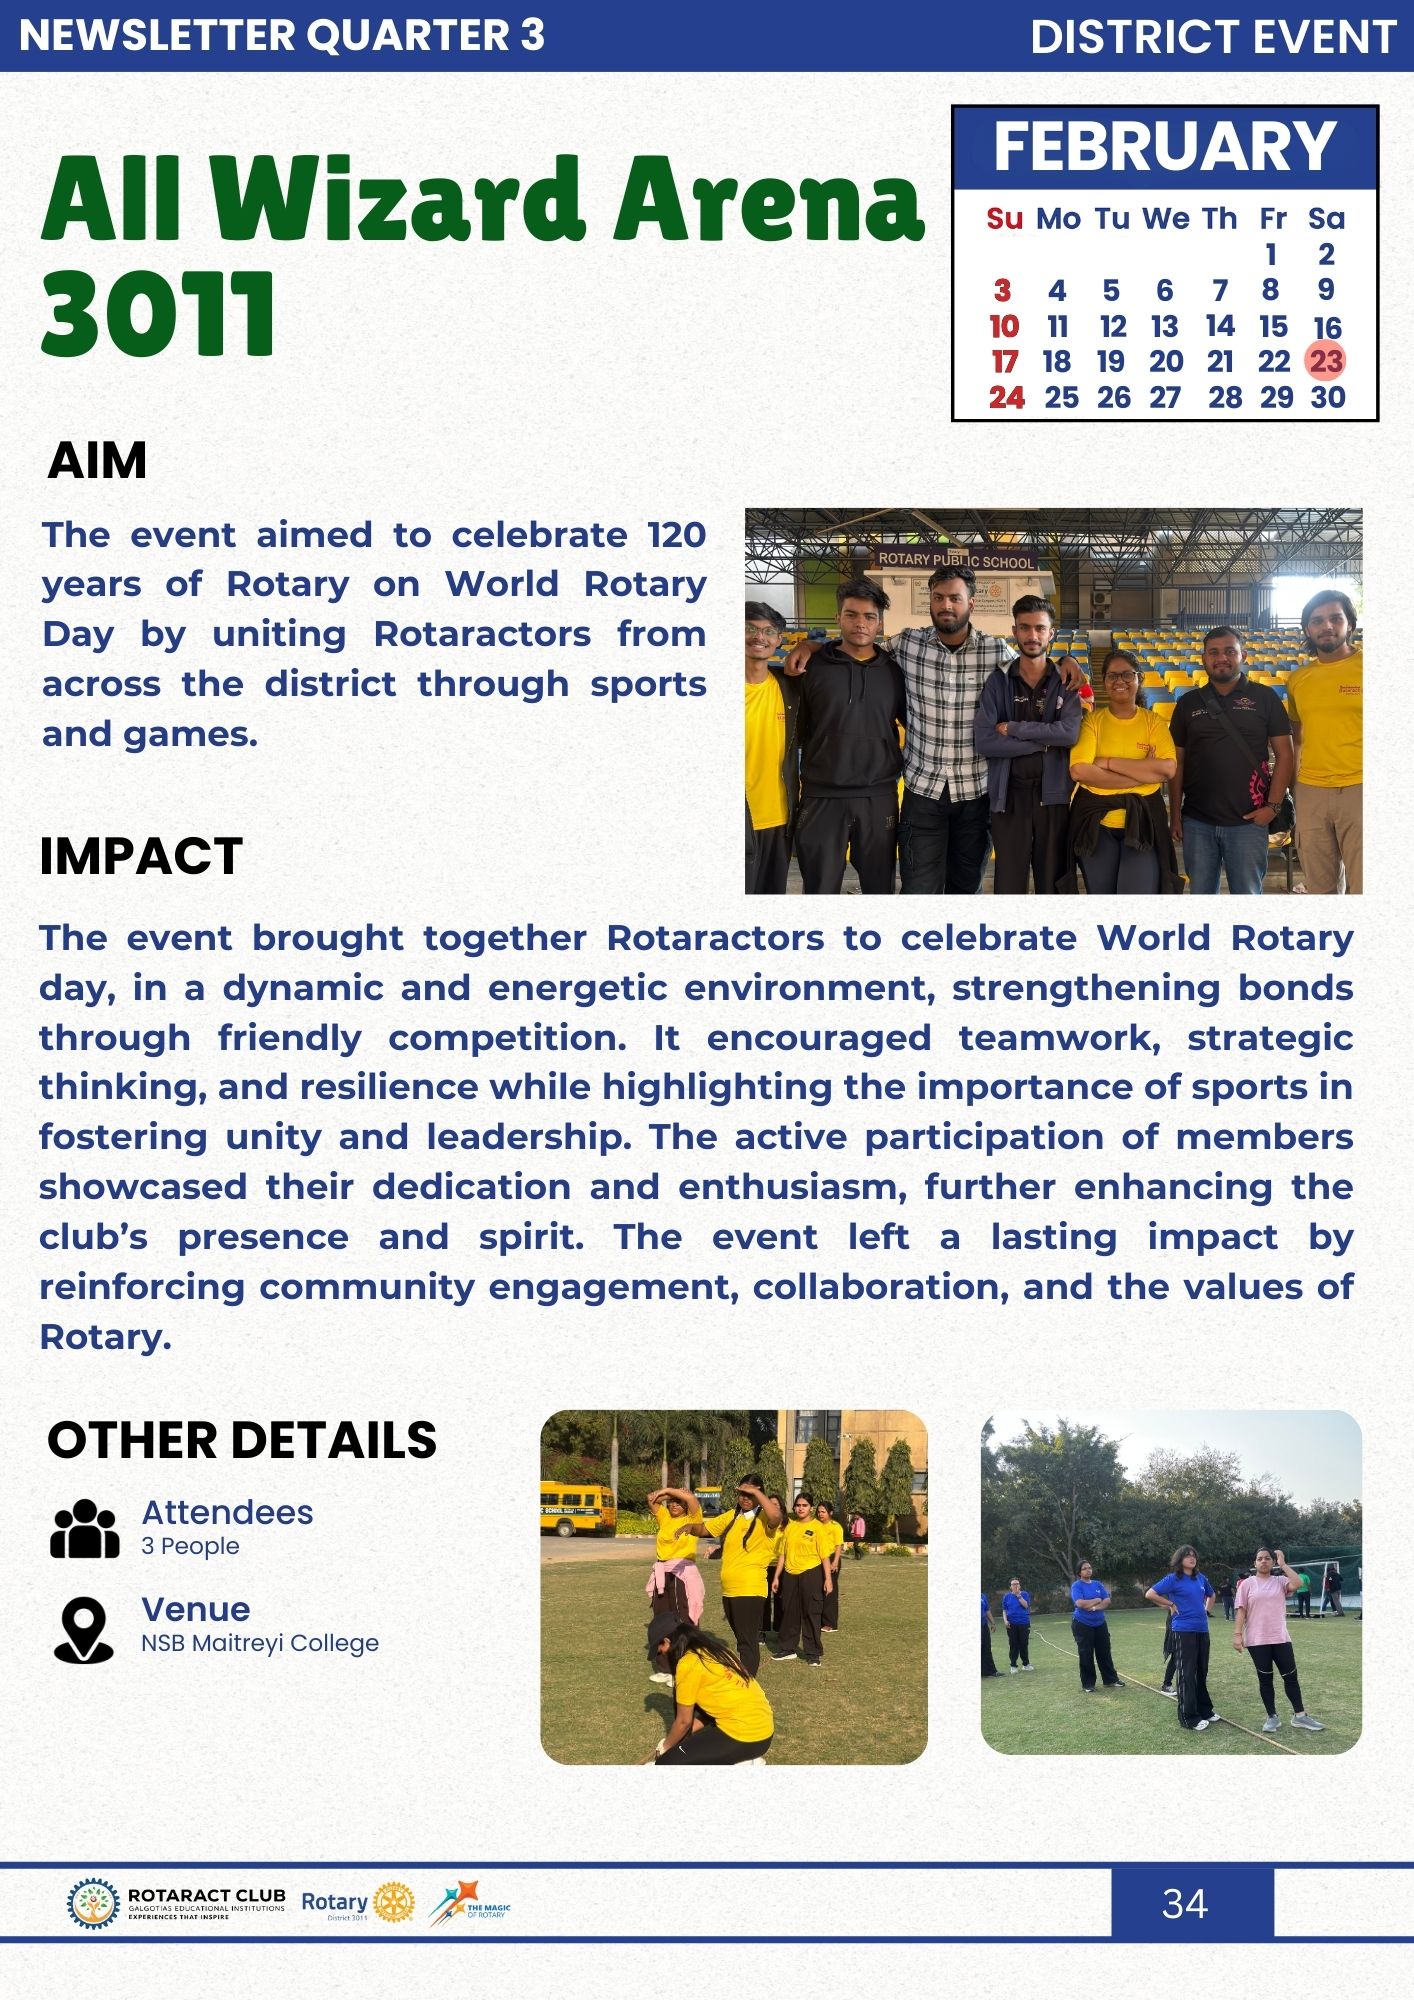 NEWSLETTER QUARTER 3
DISTRICT EVENT
All Wizard Arena
3011
FEBRUARY
Su Mo Tu We Th Fr Sa
1 2
3 4 5 6 7 8 9
10 11 12 13 14 15 16
17 18 19 20 21 22 23
24 25 26 27 28 29 30
AIM
The event aimed to celebrate 120
years of Rotary on World Rotary
Day by uniting Rotaractors from
across the district through sports
and games.
ROTARY PUBLIC SCHOOL
IMPACT
The event brought together Rotaractors to celebrate World Rotary
day, in a dynamic and energetic environment, strengthening bonds
through friendly competition. It encouraged teamwork, strategic
thinking, and resilience while highlighting the importance of sports in
fostering unity and leadership. The active participation of members
showcased their dedication and enthusiasm, further enhancing the
club’s presence and spirit. The event left a lasting impact by
reinforcing community engagement, collaboration, and the values of
Rotary.
OTHER DETAILS
Attendees
3 People
Venue
NSB Maitreyi College
ROTARACT CLUB
GALGOTIAS EDUCATIONAL INSTITUTIONS
EXPERIENCES THAT INSPIRE
Rotary
District 3011
THE MAGIC
OF ROTARY
34